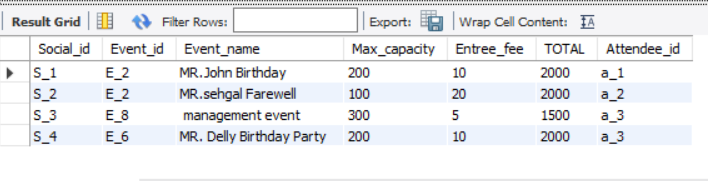 Result Grid Filter Rows: Export: Wrap Cell Content: IA
Social_id Event_id Event_name Max_capacity Entree_fee TOTAL Attendee_id
S_1 E_2 MR.John Birthday 200 10 2000 a_1
S_2 E_2 MR.sehgal Farewell 100 20 2000 a_2
S_3 E_8 management event 300 5 1500 a_3
S_4 E_6 MR. Delly Birthday Party 200 10 2000 a_3